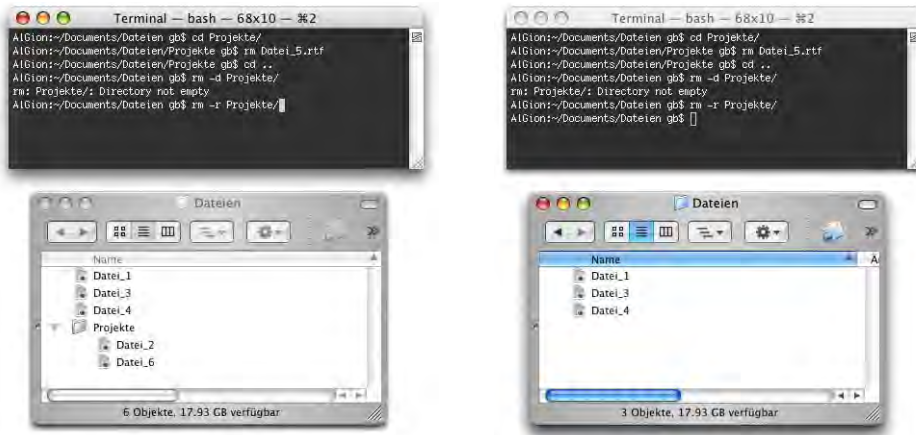 Terminal — bash — 68x10 — ⌘2
AlGion:~/Documents/Dateien gb$ cd Projekte/
AlGion:~/Documents/Dateien/Projekte gb$ rm Datei_5.rtf
AlGion:~/Documents/Dateien/Projekte gb$ cd ..
AlGion:~/Documents/Dateien gb$ rm -d Projekte/
rm: Projekte/: Directory not empty
AlGion:~/Documents/Dateien gb$ rm -r Projekte/
Terminal — bash — 68x10 — ⌘2
AlGion:~/Documents/Dateien gb$ cd Projekte/
AlGion:~/Documents/Dateien/Projekte gb$ rm Datei_5.rtf
AlGion:~/Documents/Dateien/Projekte gb$ cd ..
AlGion:~/Documents/Dateien gb$ rm -d Projekte/
rm: Projekte/: Directory not empty
AlGion:~/Documents/Dateien gb$ rm -r Projekte/
AlGion:~/Documents/Dateien gb$
Dateien
Name
Datei_1
Datei_3
Datei_4
Projekte
Datei_2
Datei_6
6 Objekte, 17.93 GB verfügbar
Dateien
Name
Datei_1
Datei_3
Datei_4
3 Objekte, 17.93 GB verfügbar